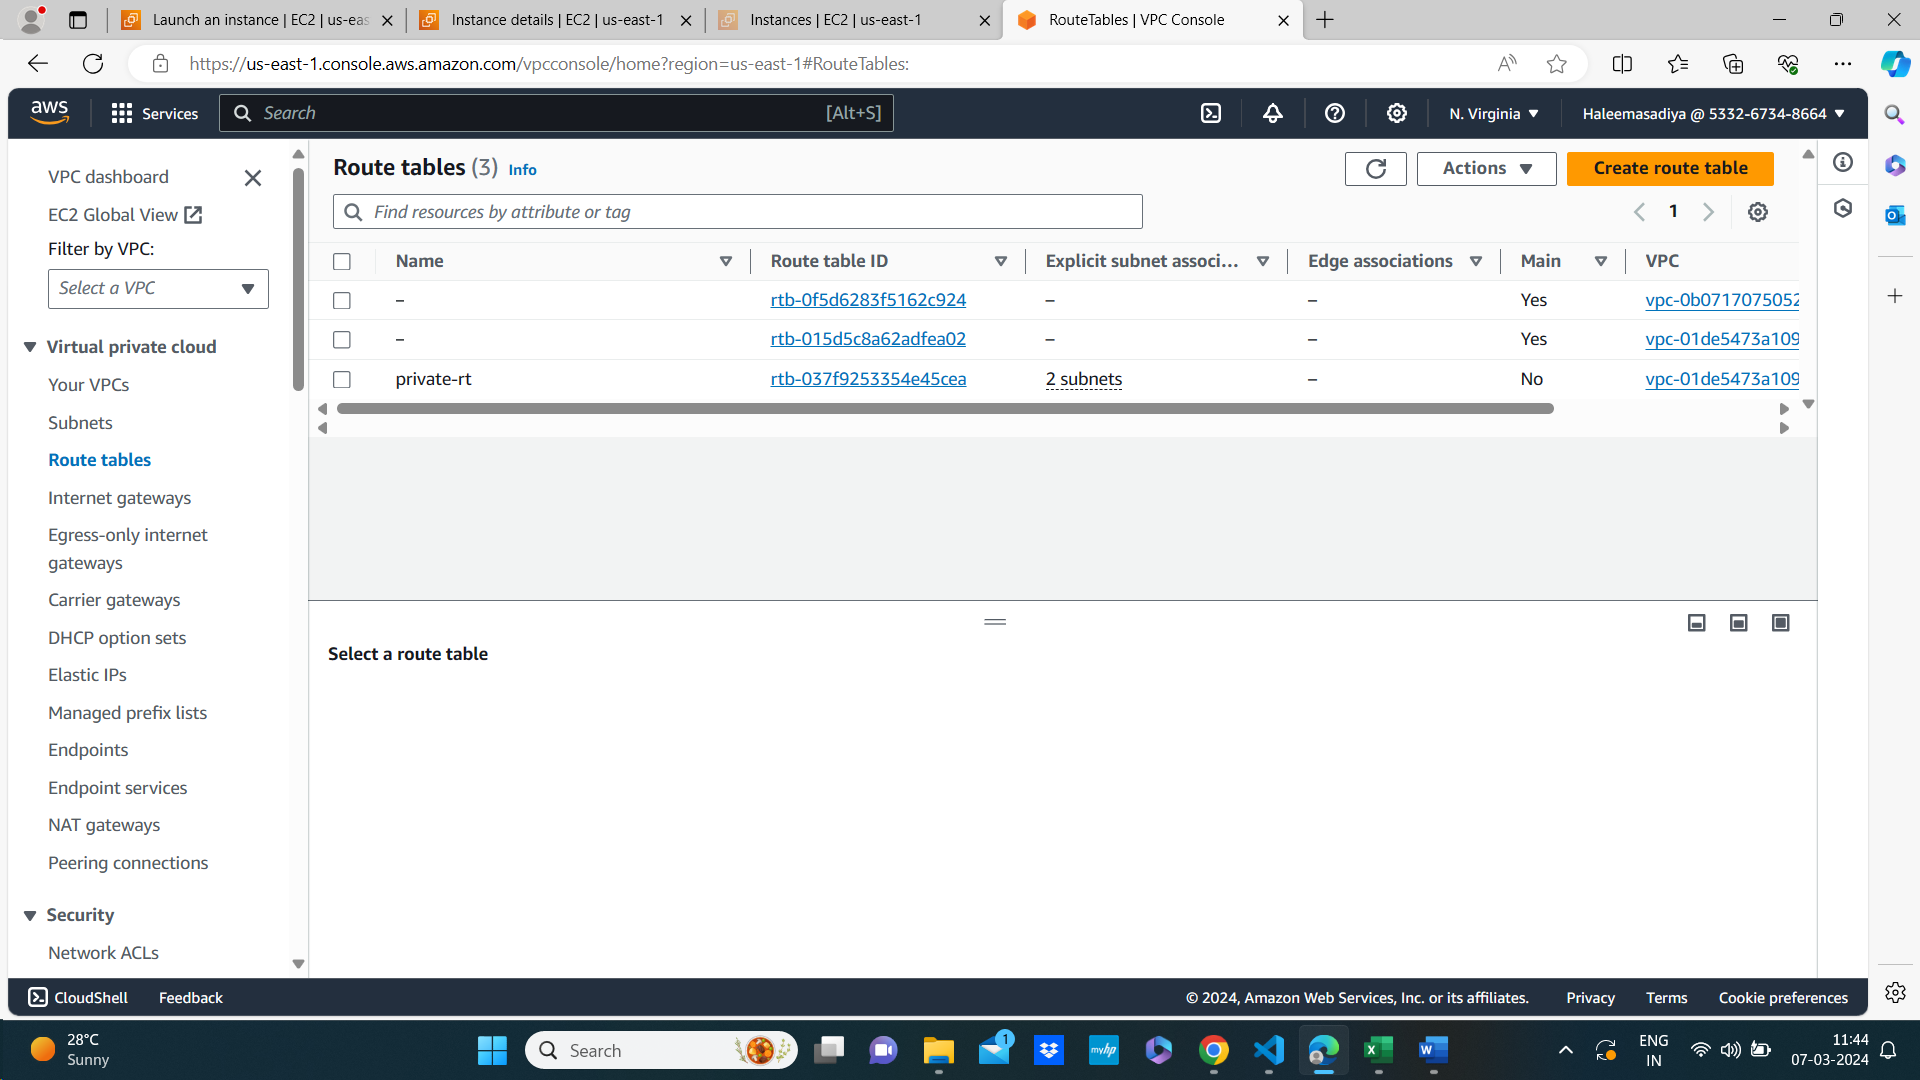 Launch an instance | EC2 | us-eas
Instance details | EC2 | us-east-1
Instances | EC2 | us-east-1
RouteTables | VPC Console
https://us-east-1.console.aws.amazon.com/vpcconsole/home?region=us-east-1#RouteTables:
aws
Services
Search
[Alt+S]
N. Virginia
Haleemasadiya @ 5332-6734-8664
VPC dashboard
EC2 Global View
Filter by VPC:
Select a VPC
Virtual private cloud
Your VPCs
Subnets
Route tables
Internet gateways
Egress-only internet
gateways
Carrier gateways
DHCP option sets
Elastic IPs
Managed prefix lists
Endpoints
Endpoint services
NAT gateways
Peering connections
Security
Network ACLs
Route tables (3) Info
Actions
Create route table
Find resources by attribute or tag
1
Name Route table ID Explicit subnet associ... Edge associations Main VPC
– rtb-0f5d6283f5162c924 – – Yes vpc-0b0717075052
– rtb-015d5c8a62adfea02 – – Yes vpc-01de5473a109
private-rt rtb-037f9253354e45cea 2 subnets – No vpc-01de5473a109
Select a route table
CloudShell
Feedback
© 2024, Amazon Web Services, Inc. or its affiliates.
Privacy
Terms
Cookie preferences
28°C
Sunny
Search
1
myhp
ENG
IN
11:44
07-03-2024